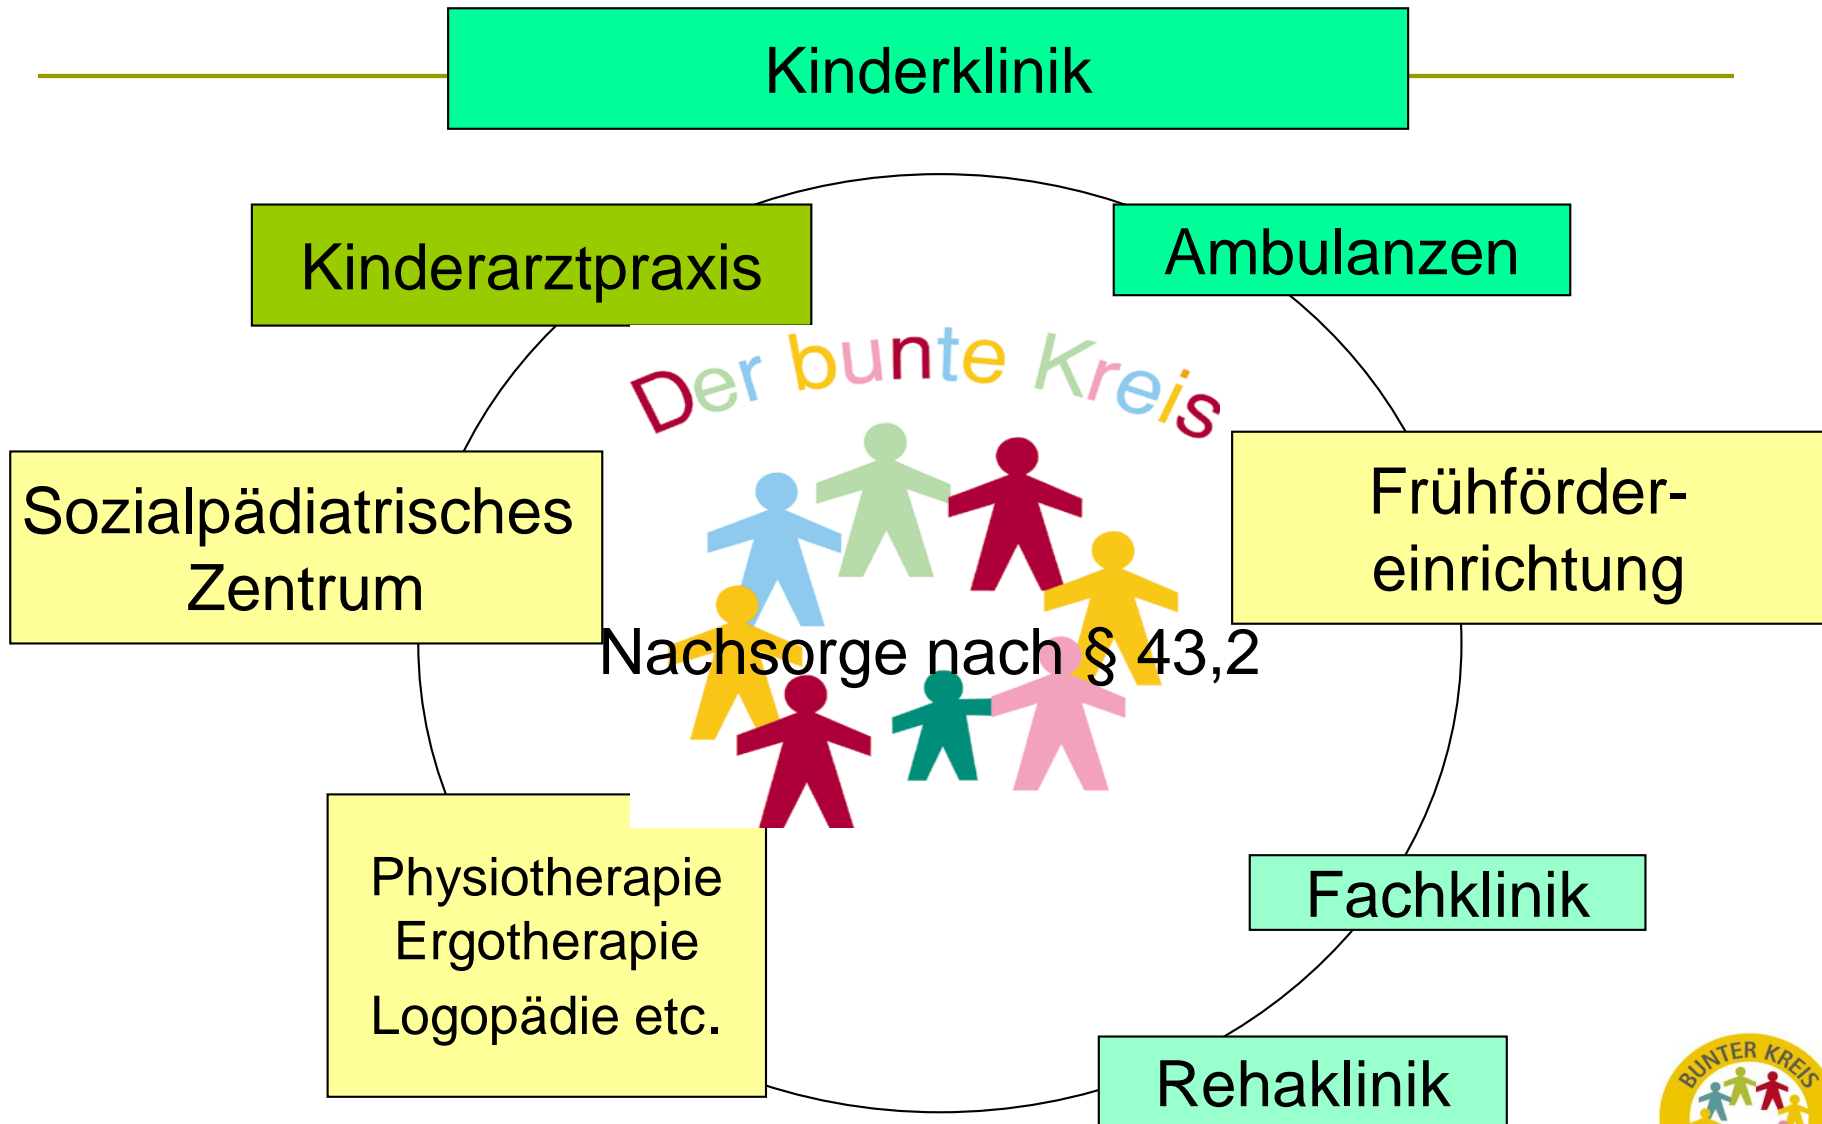 Kinderklinik
Kinderarztpraxis
Ambulanzen
Der bunte Kreis
Sozialpädiatrisches
Zentrum
Frühförder-
einrichtung
Nachsorge nach § 43,2
Physiotherapie
Ergotherapie
Logopädie etc.
Fachklinik
Rehaklinik
BUNTER KREIS